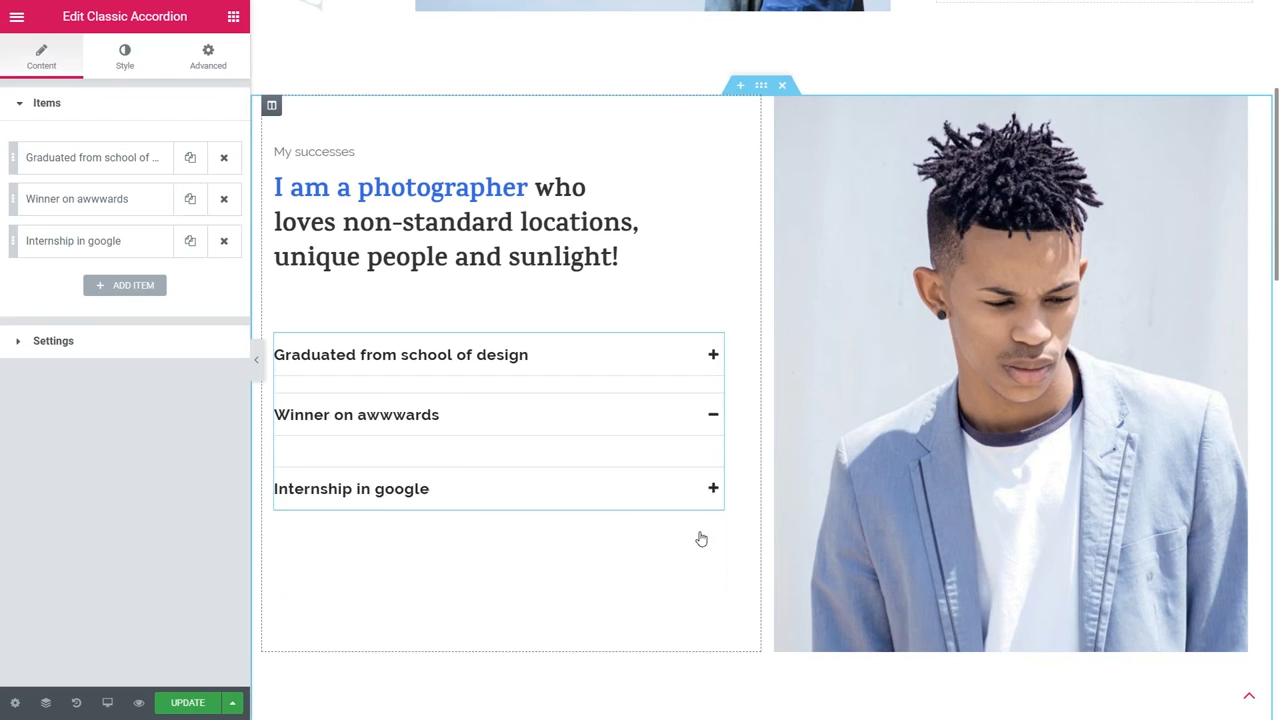 Edit Classic Accordion
Content
Style
Advanced
Items
Graduated from school of ...
Winner on awwwards
Internship in google
ADD ITEM
Settings
UPDATE
My successes
I am a photographer who
loves non-standard locations,
unique people and sunlight!
Graduated from school of design
Winner on awwwards
Internship in google